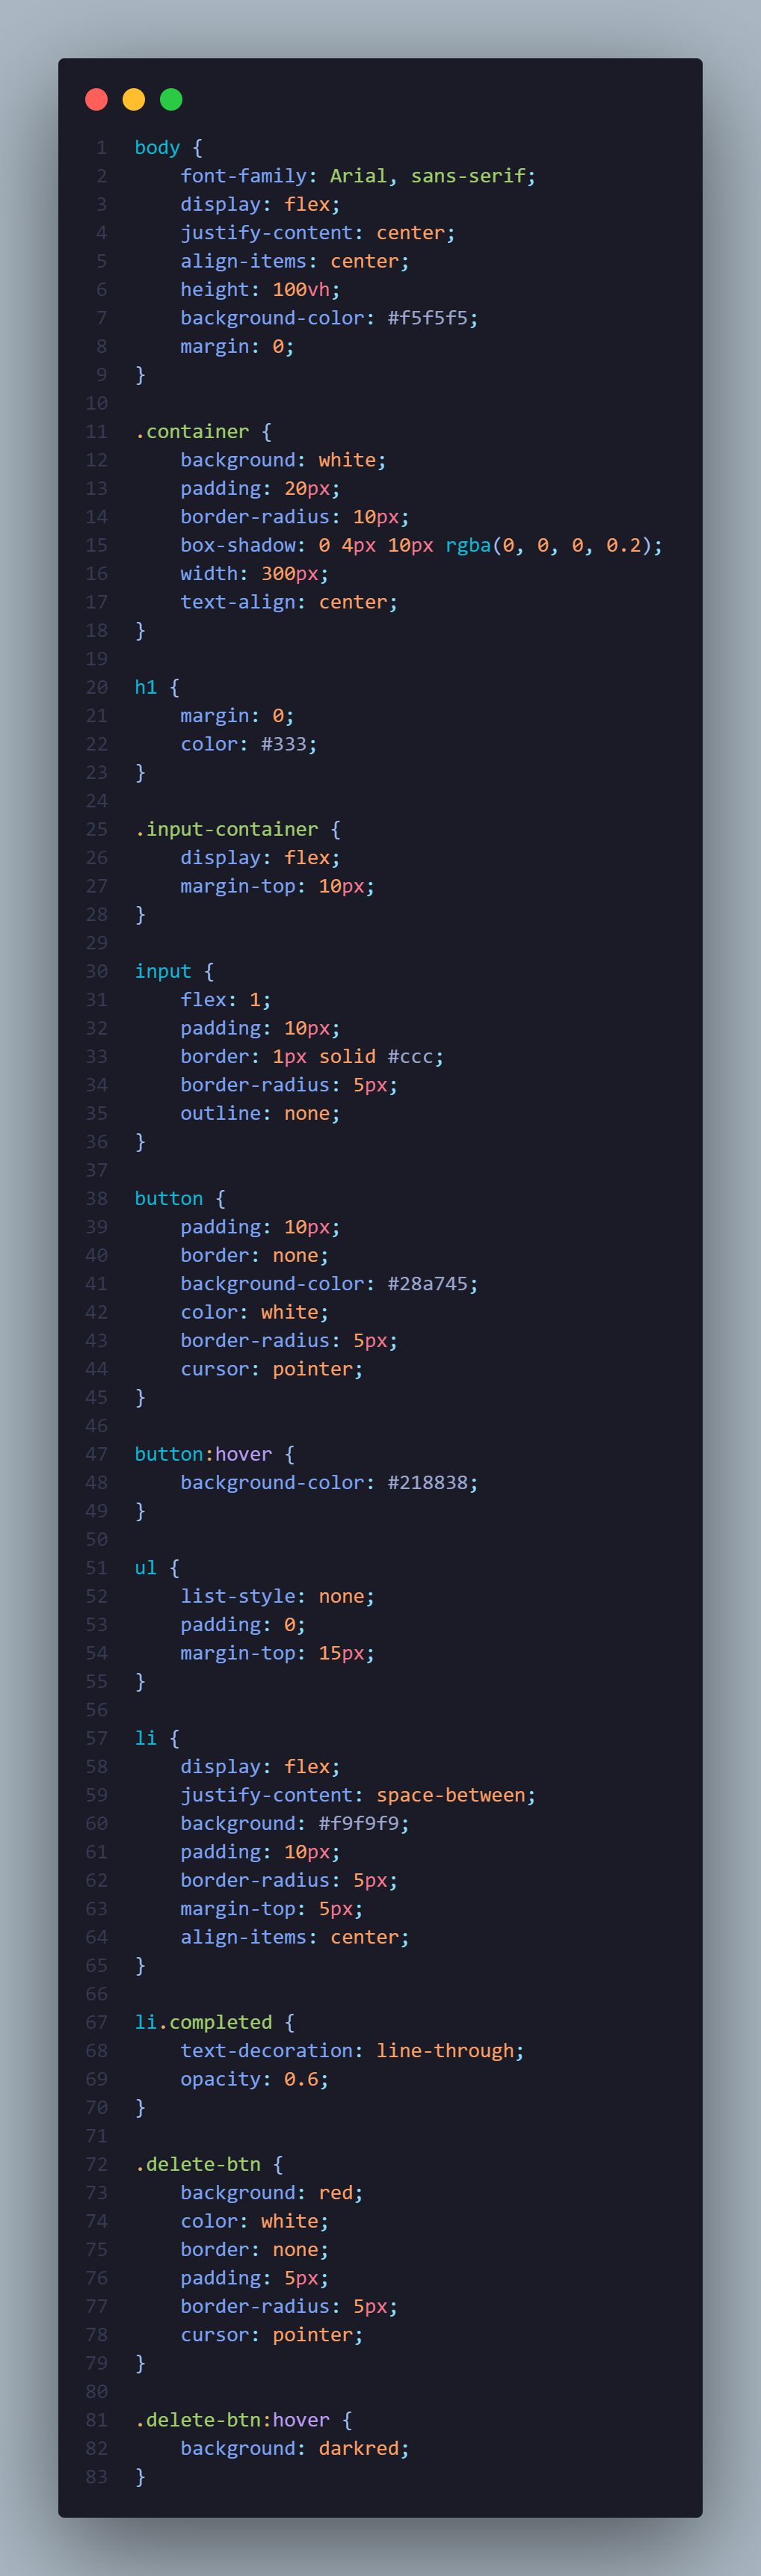 1 body {
2     font-family: Arial, sans-serif;
3     display: flex;
4     justify-content: center;
5     align-items: center;
6     height: 100vh;
7     background-color: #f5f5f5;
8     margin: 0;
9 }
10
11 .container {
12     background: white;
13     padding: 20px;
14     border-radius: 10px;
15     box-shadow: 0 4px 10px rgba(0, 0, 0, 0.2);
16     width: 300px;
17     text-align: center;
18 }
19
20 h1 {
21     margin: 0;
22     color: #333;
23 }
24
25 .input-container {
26     display: flex;
27     margin-top: 10px;
28 }
29
30 input {
31     flex: 1;
32     padding: 10px;
33     border: 1px solid #ccc;
34     border-radius: 5px;
35     outline: none;
36 }
37
38 button {
39     padding: 10px;
40     border: none;
41     background-color: #28a745;
42     color: white;
43     border-radius: 5px;
44     cursor: pointer;
45 }
46
47 button:hover {
48     background-color: #218838;
49 }
50
51 ul {
52     list-style: none;
53     padding: 0;
54     margin-top: 15px;
55 }
56
57 li {
58     display: flex;
59     justify-content: space-between;
60     background: #f9f9f9;
61     padding: 10px;
62     border-radius: 5px;
63     margin-top: 5px;
64     align-items: center;
65 }
66
67 li.completed {
68     text-decoration: line-through;
69     opacity: 0.6;
70 }
71
72 .delete-btn {
73     background: red;
74     color: white;
75     border: none;
76     padding: 5px;
77     border-radius: 5px;
78     cursor: pointer;
79 }
80
81 .delete-btn:hover {
82     background: darkred;
83 }